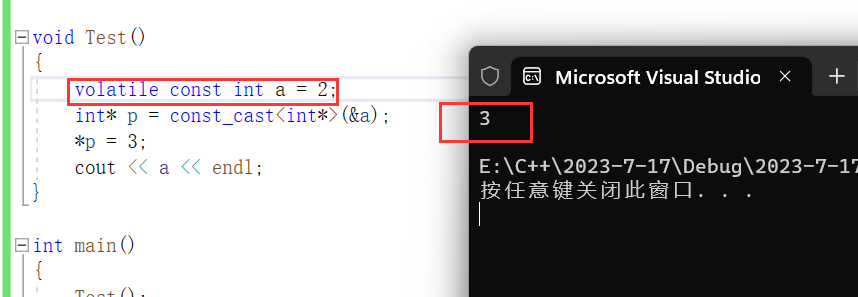 void Test()
{
volatile const int a = 2;
int* p = const_cast<int*>(&a);
*p = 3;
cout << a << endl;
}
int main()
{
Test();
Microsoft Visual Studio
3
E:\C++\2023-7-17\Debug\2023-7-17
按任意键关闭此窗口. . .